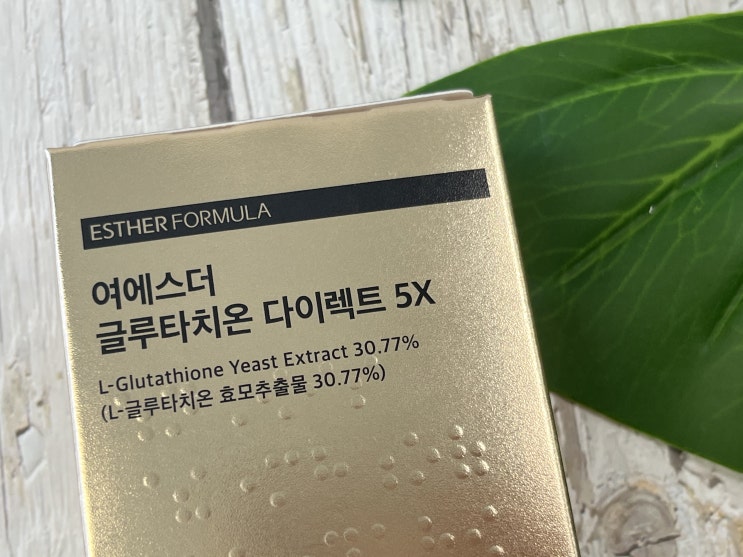 ESTHER FORMULA
여에스더
글루타치온 다이렉트 5X
L-Glutathione Yeast Extract 30.77%
(L-글루타치온 효모추출물 30.77%)